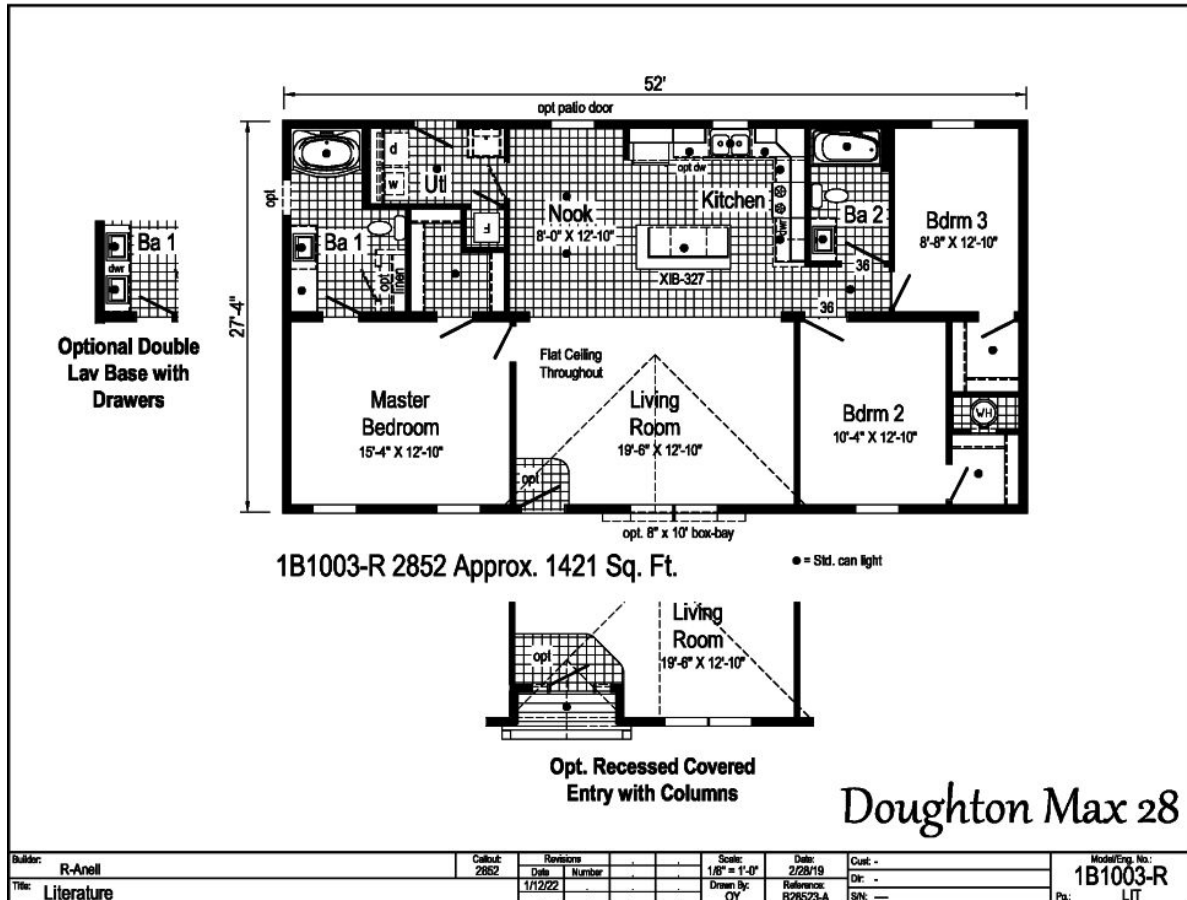 52'
opt patio door
27'-4"
opt
d
w
Utl
F
opt dw
Nook
8'-0" X 12'-10"
Kitchen
dwr
XIB-327
Ba 1
opt
linen
Ba 2
36
36
Bdrm 3
8'-8" X 12'-10"
Ba 1
dwr
Optional Double
Lav Base with
Drawers
Flat Ceiling
Throughout
Master
Bedroom
15'-4" X 12'-10"
Living
Room
19'-6" X 12'-10"
Bdrm 2
10'-4" X 12'-10"
WH
opt
opt. 8" x 10' box-bay
1B1003-R 2852 Approx. 1421 Sq. Ft.
● = Std. can light
Living
Room
19'-6" X 12'-10"
opt
Opt. Recessed Covered
Entry with Columns
Doughton Max 28
Builder:
R-Anell
Title:
Literature
Callout:
2852
Revisions
Date Number
1/12/22
Scale:
1/8" = 1'-0"
Drawn By:
OY
Date:
2/28/19
Reference:
B28523-A
Cust: -
Dlr: -
S/N: —
Model/Eng. No.:
1B1003-R
Pg.: LIT